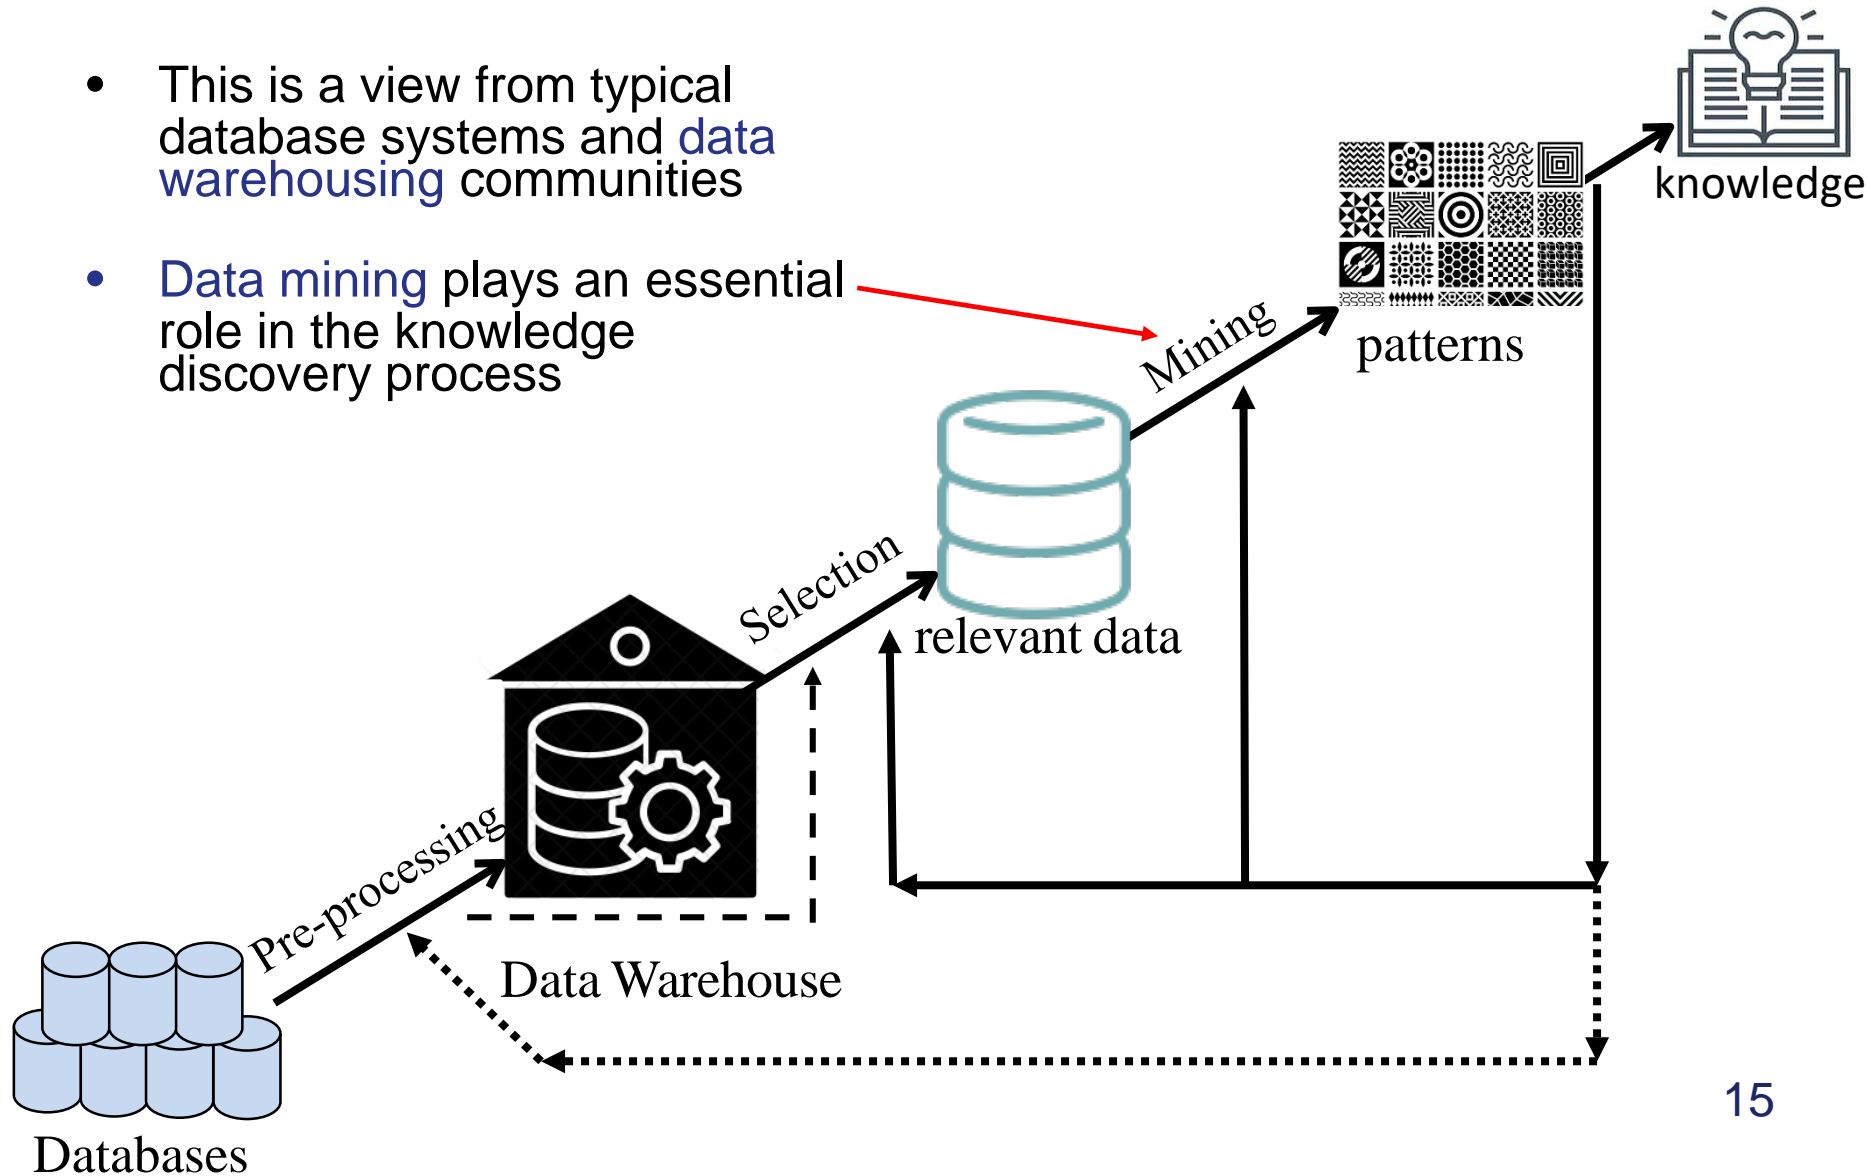 • This is a view from typical
database systems and data
warehousing communities
• Data mining plays an essential
role in the knowledge
discovery process
knowledge
patterns
Mining
relevant data
Selection
Data Warehouse
Pre-processing
Databases
15